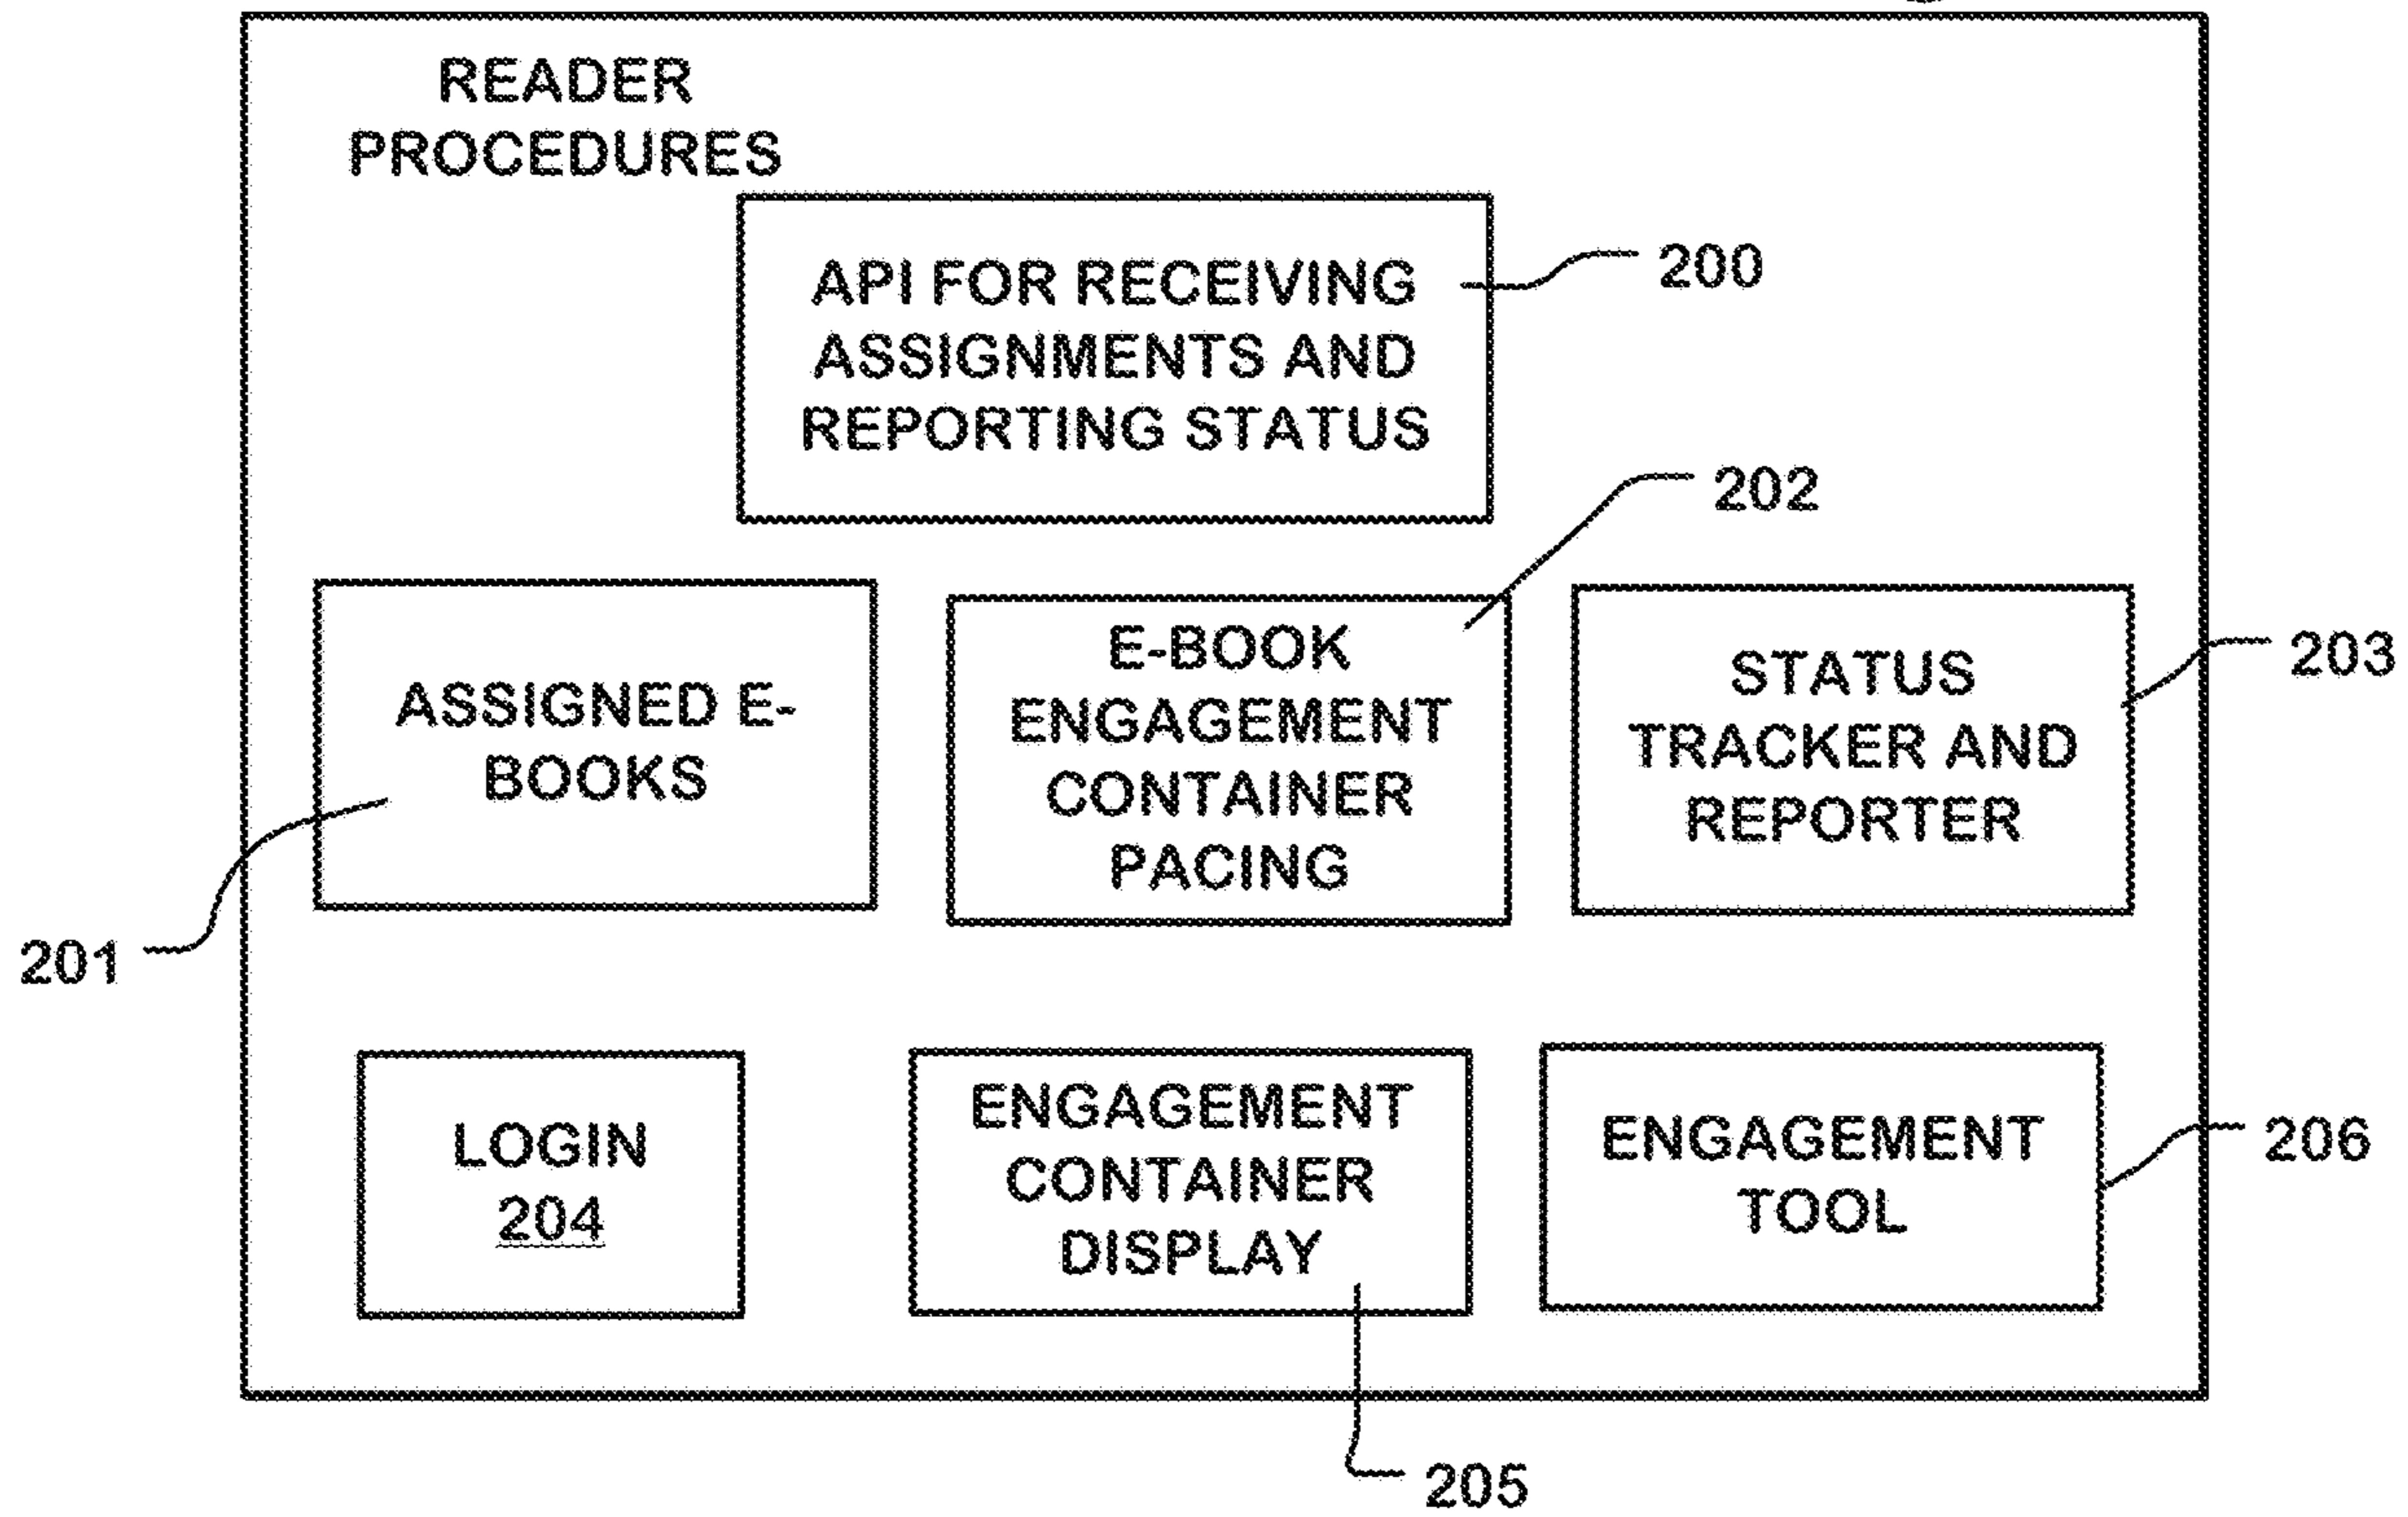 READER
PROCEDURES
API FOR RECEIVING
ASSIGNMENTS AND
REPORTING STATUS
200
202
ASSIGNED E-
BOOKS
201
E-BOOK
ENGAGEMENT
CONTAINER
PACING
STATUS
TRACKER AND
REPORTER
203
LOGIN
204
ENGAGEMENT
CONTAINER
DISPLAY
205
ENGAGEMENT
TOOL
206